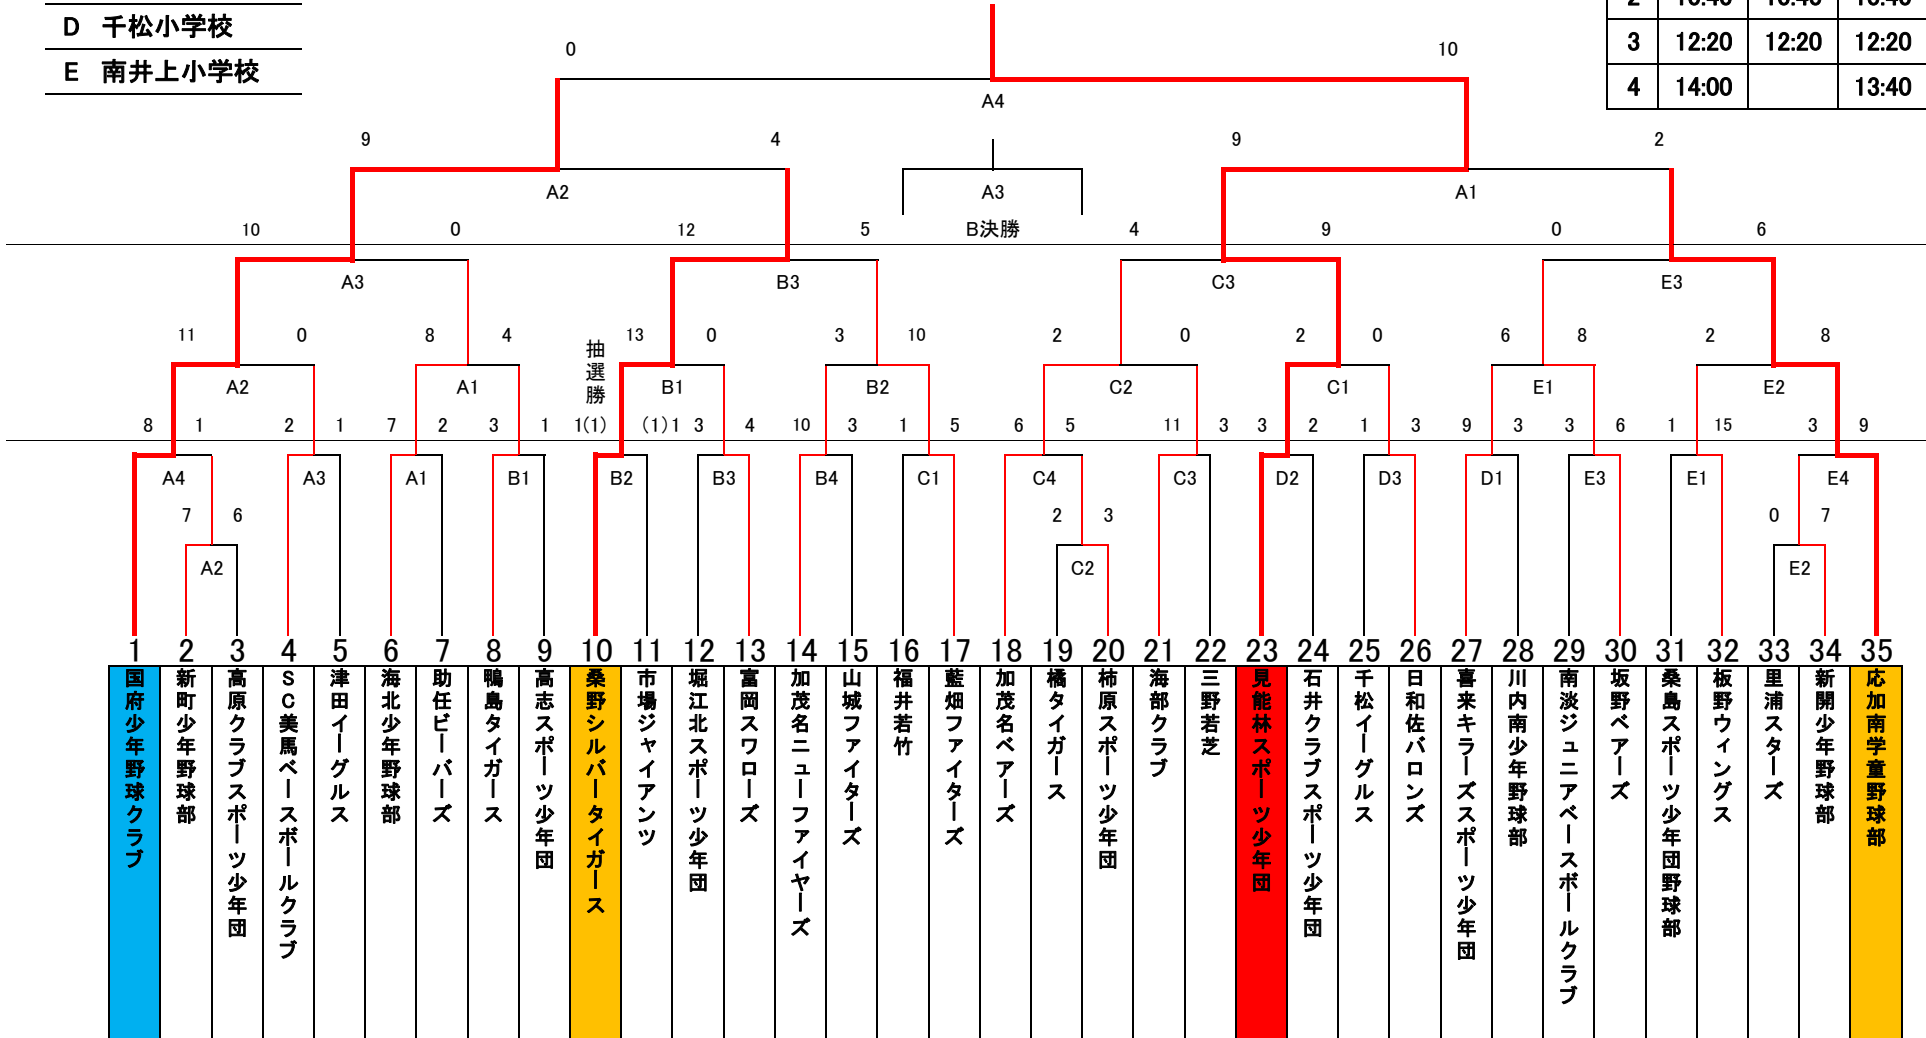 D 千松小学校
E 南井上小学校
3 12:20 12:20 12:20
4 14:00 13:40
0 10
A4
9 4 9 2
A2 A3 A1
10 0 12 5 B決勝 4 9 0 6
A3 B3 C3 E3
11 0 8 4 抽選勝 13 0 3 10 2 0 2 0 6 8 2 8
A2 A1 B1 B2 C2 C1 E1 E2
8 1 2 1 7 2 3 1 1(1) (1)1 3 4 10 3 1 5 6 5 11 3 3 2 1 3 9 3 3 6 1 15 3 9
A4 A3 A1 B1 B2 B3 B4 C1 C4 C3 D2 D3 D1 E3 E1 E4
7 6 2 3 0 7
A2 C2 E2
1 国府少年野球クラブ
2 新町少年野球部
3 高原クラブスポーツ少年団
4 SC美馬ベースボールクラブ
5 津田イーグルス
6 海北少年野球部
7 助任ビーバーズ
8 鴨島タイガース
9 高志スポーツ少年団
10 桑野シルバータイガース
11 市場ジャイアンツ
12 堀江北スポーツ少年団
13 富岡スワローズ
14 加茂名ニューファイヤーズ
15 山城ファイターズ
16 福井若竹
17 藍畑ファイターズ
18 加茂名ベアーズ
19 橘タイガース
20 柿原スポーツ少年団
21 海部クラブ
22 三野若芝
23 見能林スポーツ少年団
24 石井クラブスポーツ少年団
25 千松イーグルス
26 日和佐バロンズ
27 喜来キラーズスポーツ少年団
28 川内南少年野球部
29 南淡ジュニアベースボールクラブ
30 坂野ベアーズ
31 桑島スポーツ少年団野球部
32 板野ウィングス
33 里浦スターズ
34 新開少年野球部
35 応加南学童野球部